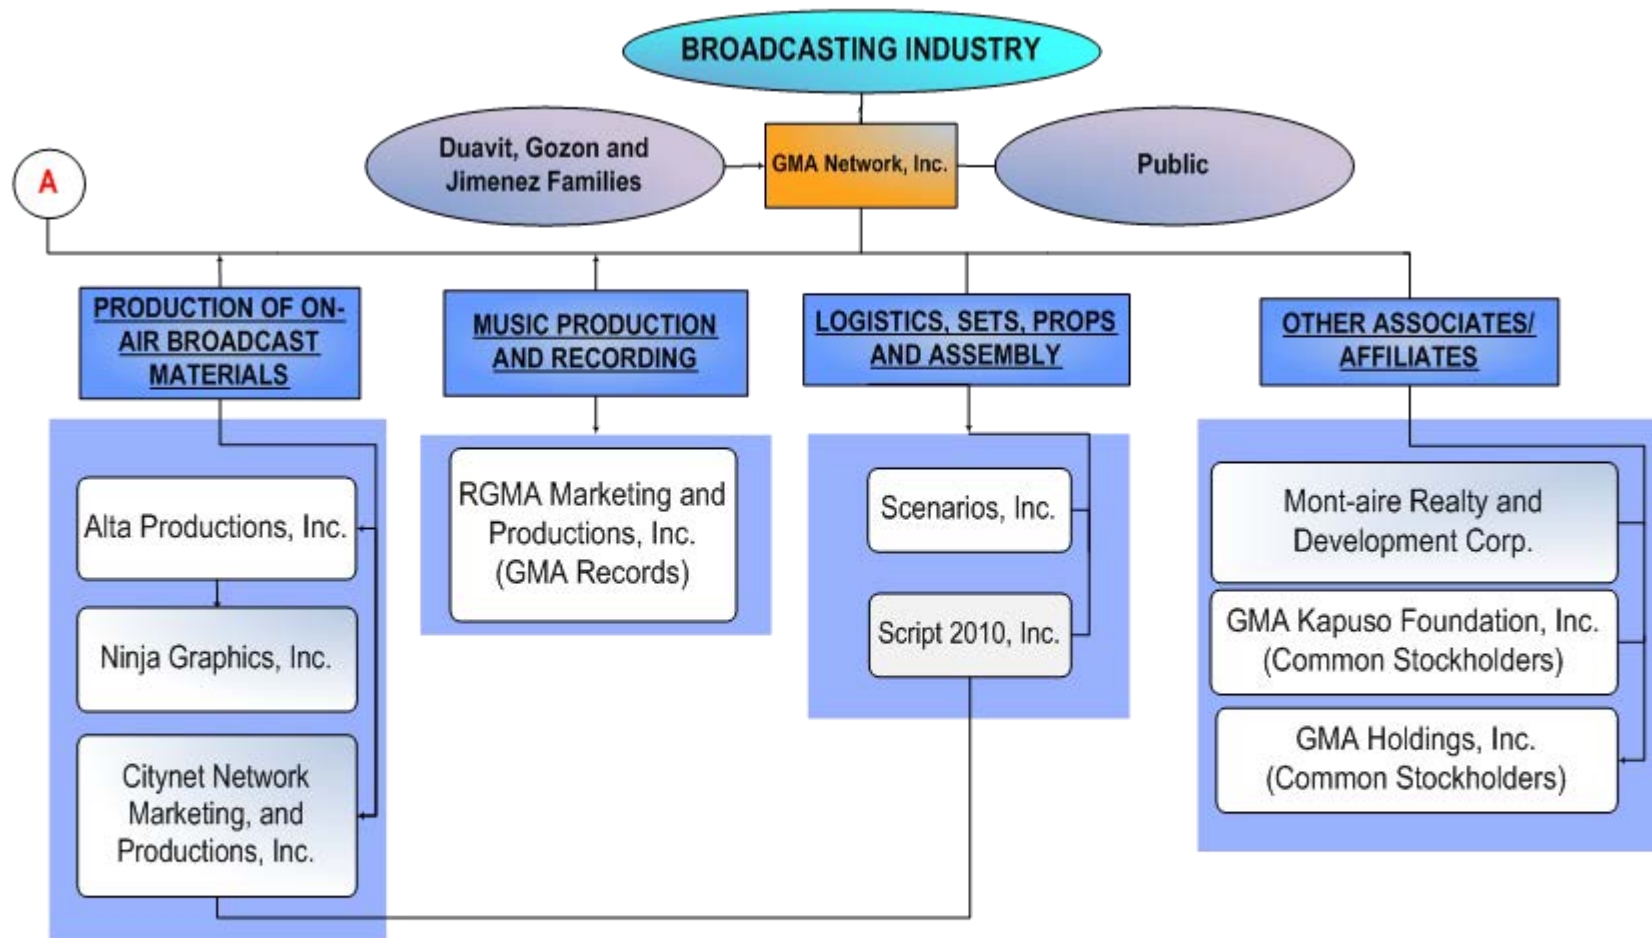 BROADCASTING INDUSTRY
Duavit, Gozon and
Jimenez Families
GMA Network, Inc.
Public
A
PRODUCTION OF ON-
AIR BROADCAST
MATERIALS
MUSIC PRODUCTION
AND RECORDING
LOGISTICS, SETS, PROPS
AND ASSEMBLY
OTHER ASSOCIATES/
AFFILIATES
Alta Productions, Inc.
Ninja Graphics, Inc.
Citynet Network
Marketing, and
Productions, Inc.
RGMA Marketing and
Productions, Inc.
(GMA Records)
Scenarios, Inc.
Script 2010, Inc.
Mont-aire Realty and
Development Corp.
GMA Kapuso Foundation, Inc.
(Common Stockholders)
GMA Holdings, Inc.
(Common Stockholders)